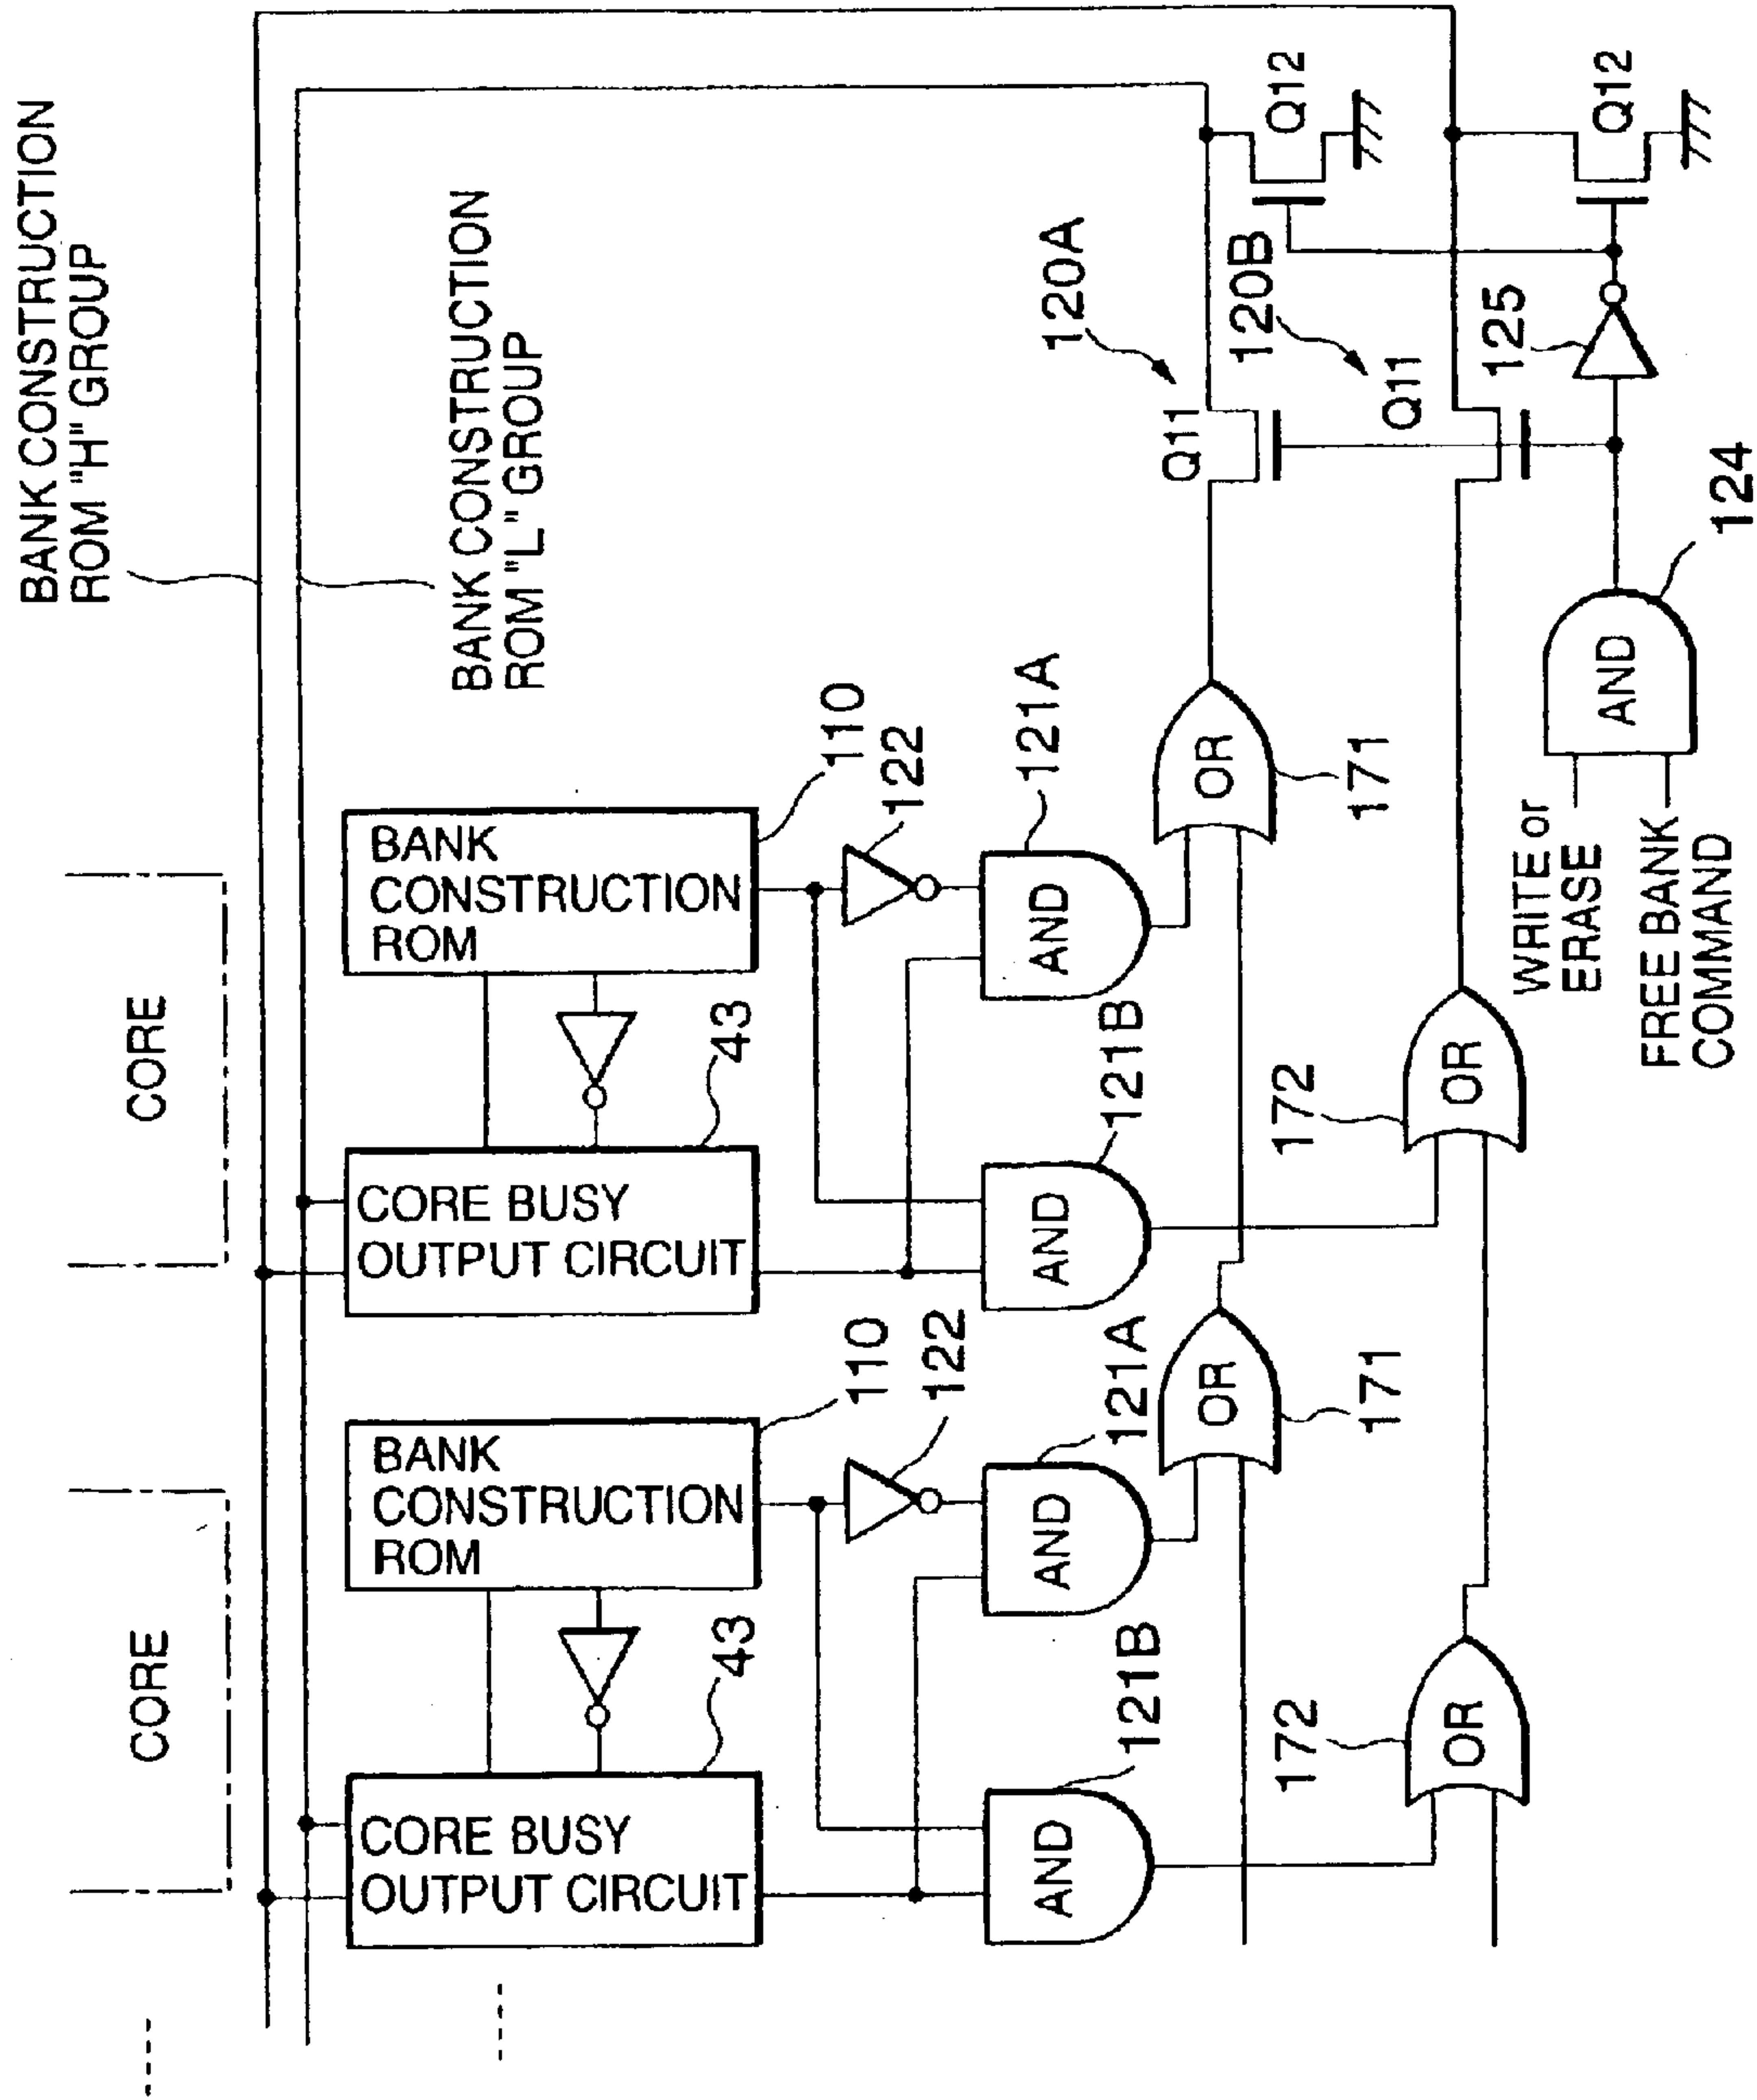 BANK CONSTRUCTION
ROM "H" GROUP
BANK CONSTRUCTION
ROM "L" GROUP
CORE
CORE
BANK
CONSTRUCTION
ROM
110
122
43
CORE BUSY
OUTPUT CIRCUIT
BANK
CONSTRUCTION
ROM
110
122
43
CORE BUSY
OUTPUT CIRCUIT
AND
121A
AND
121B
AND
121A
AND
121B
OR
171
OR
171
OR
172
OR
172
Q11
120A
Q12
120B
Q11
Q12
125
AND
124
WRITE or
ERASE
FREE BANK
COMMAND